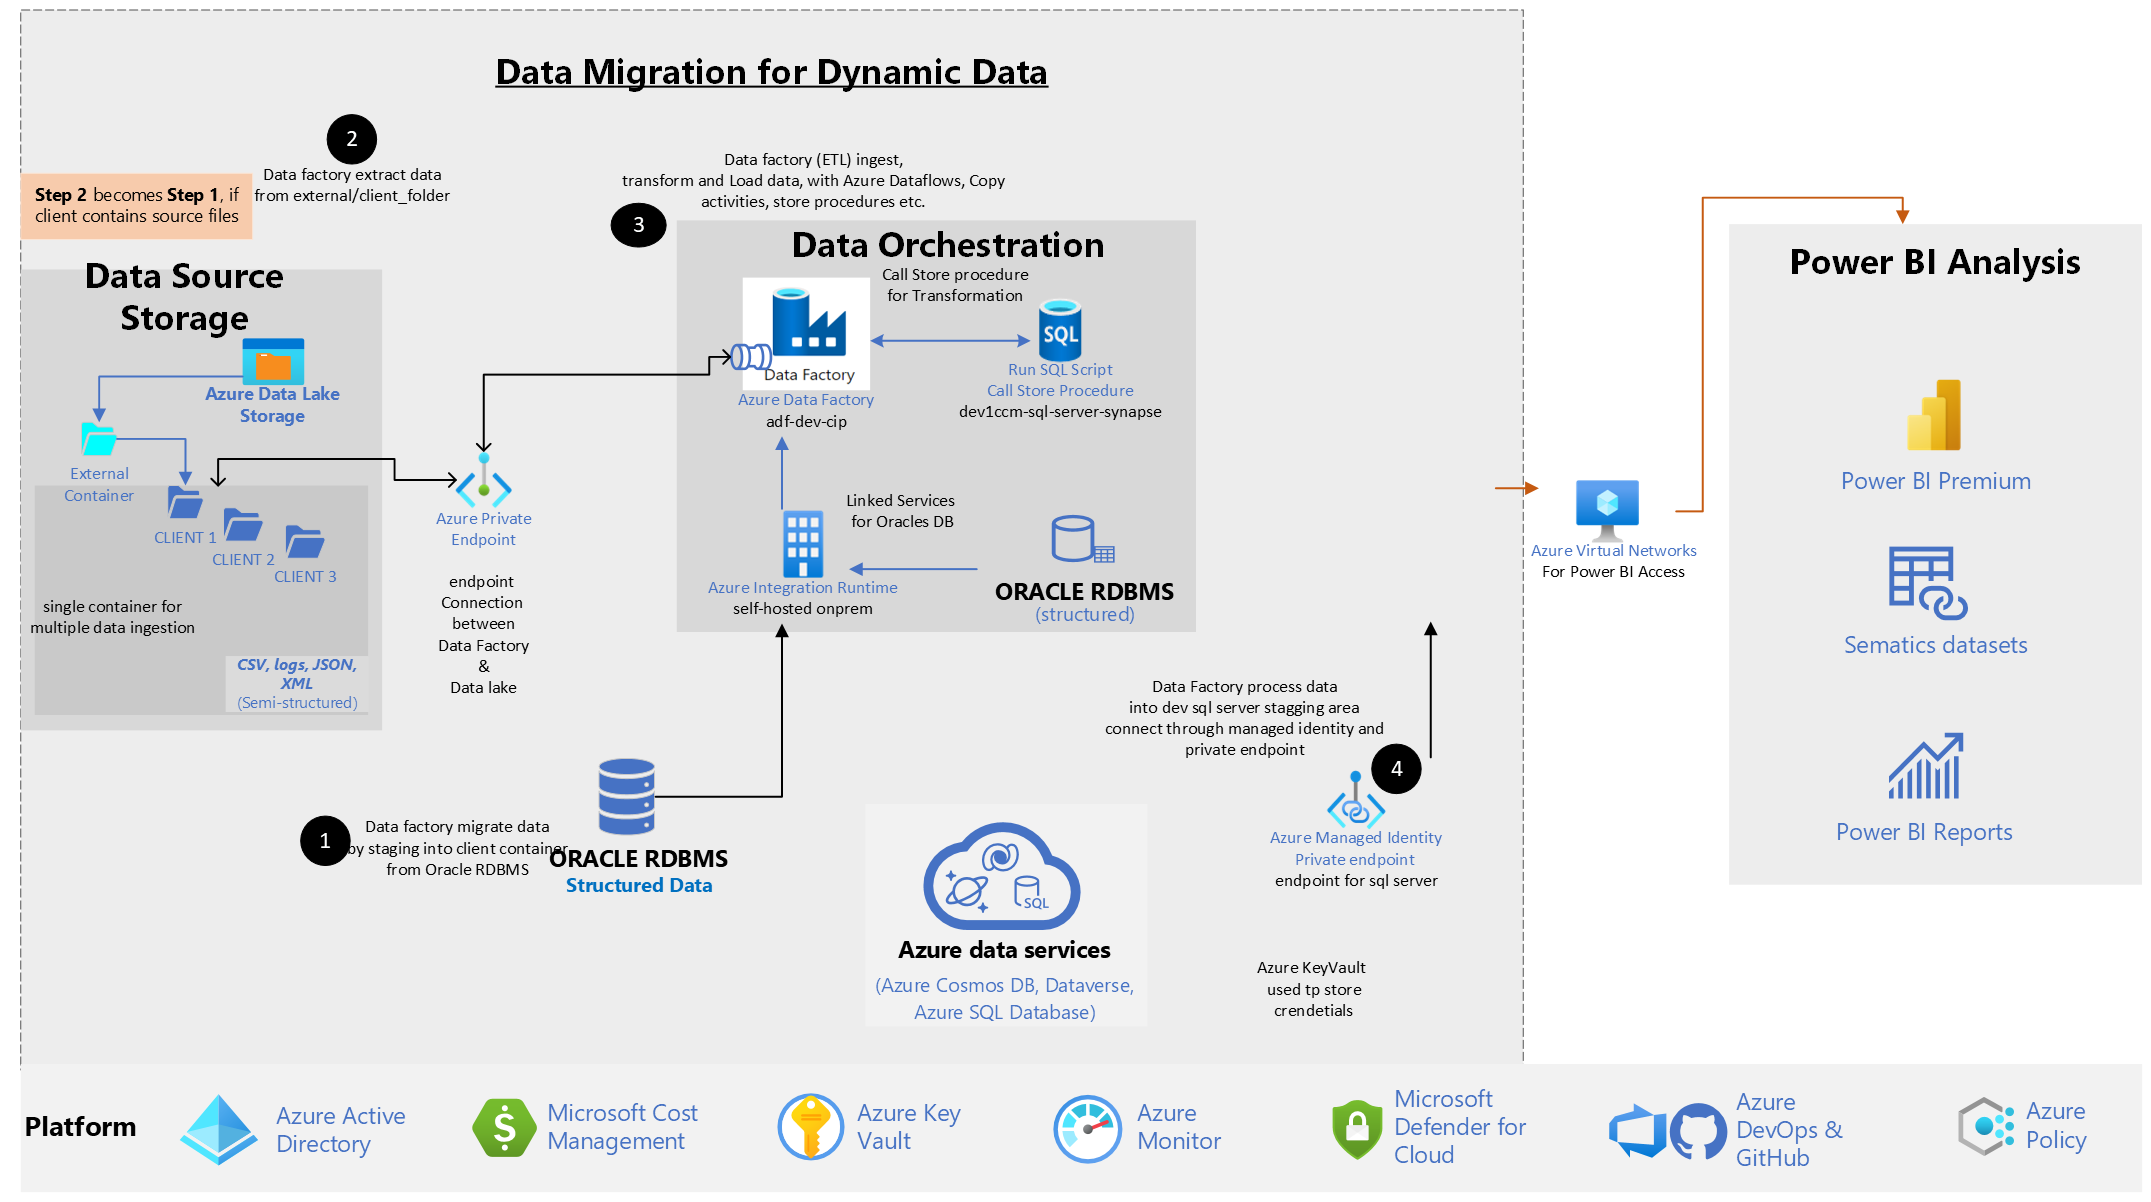 Data Migration for Dynamic Data
2
Data factory extract data
from external/client_folder
Step 2 becomes Step 1, if
client contains source files
Data factory (ETL) ingest,
transform and Load data, with Azure Dataflows, Copy
activities, store procedures etc.
3
Data Source
Storage
Azure Data Lake
Storage
External
Container
CLIENT 1
CLIENT 2
CLIENT 3
single container for
multiple data ingestion
CSV, logs, JSON,
XML
(Semi-structured)
Azure Private
Endpoint
endpoint
Connection
between
Data Factory
&
Data lake
Data Orchestration
Call Store procedure
for Transformation
Data Factory
Azure Data Factory
adf-dev-cip
SQL
Run SQL Script
Call Store Procedure
dev1ccm-sql-server-synapse
Linked Services
for Oracles DB
Azure Integration Runtime
self-hosted onprem
ORACLE RDBMS
(structured)
1
Data factory migrate data
by staging into client container
from Oracle RDBMS
ORACLE RDBMS
Structured Data
Data Factory process data
into dev sql server stagging area
connect through managed identity and
private endpoint
4
Azure Managed Identity
Private endpoint
endpoint for sql server
SQL
Azure data services
(Azure Cosmos DB, Dataverse,
Azure SQL Database)
Azure KeyVault
used tp store
crendetials
Azure Virtual Networks
For Power BI Access
Power BI Analysis
Power BI Premium
Sematics datasets
Power BI Reports
Platform
Azure Active
Directory
Microsoft Cost
Management
Azure Key
Vault
Azure
Monitor
Microsoft
Defender for
Cloud
Azure
DevOps &
GitHub
Azure
Policy